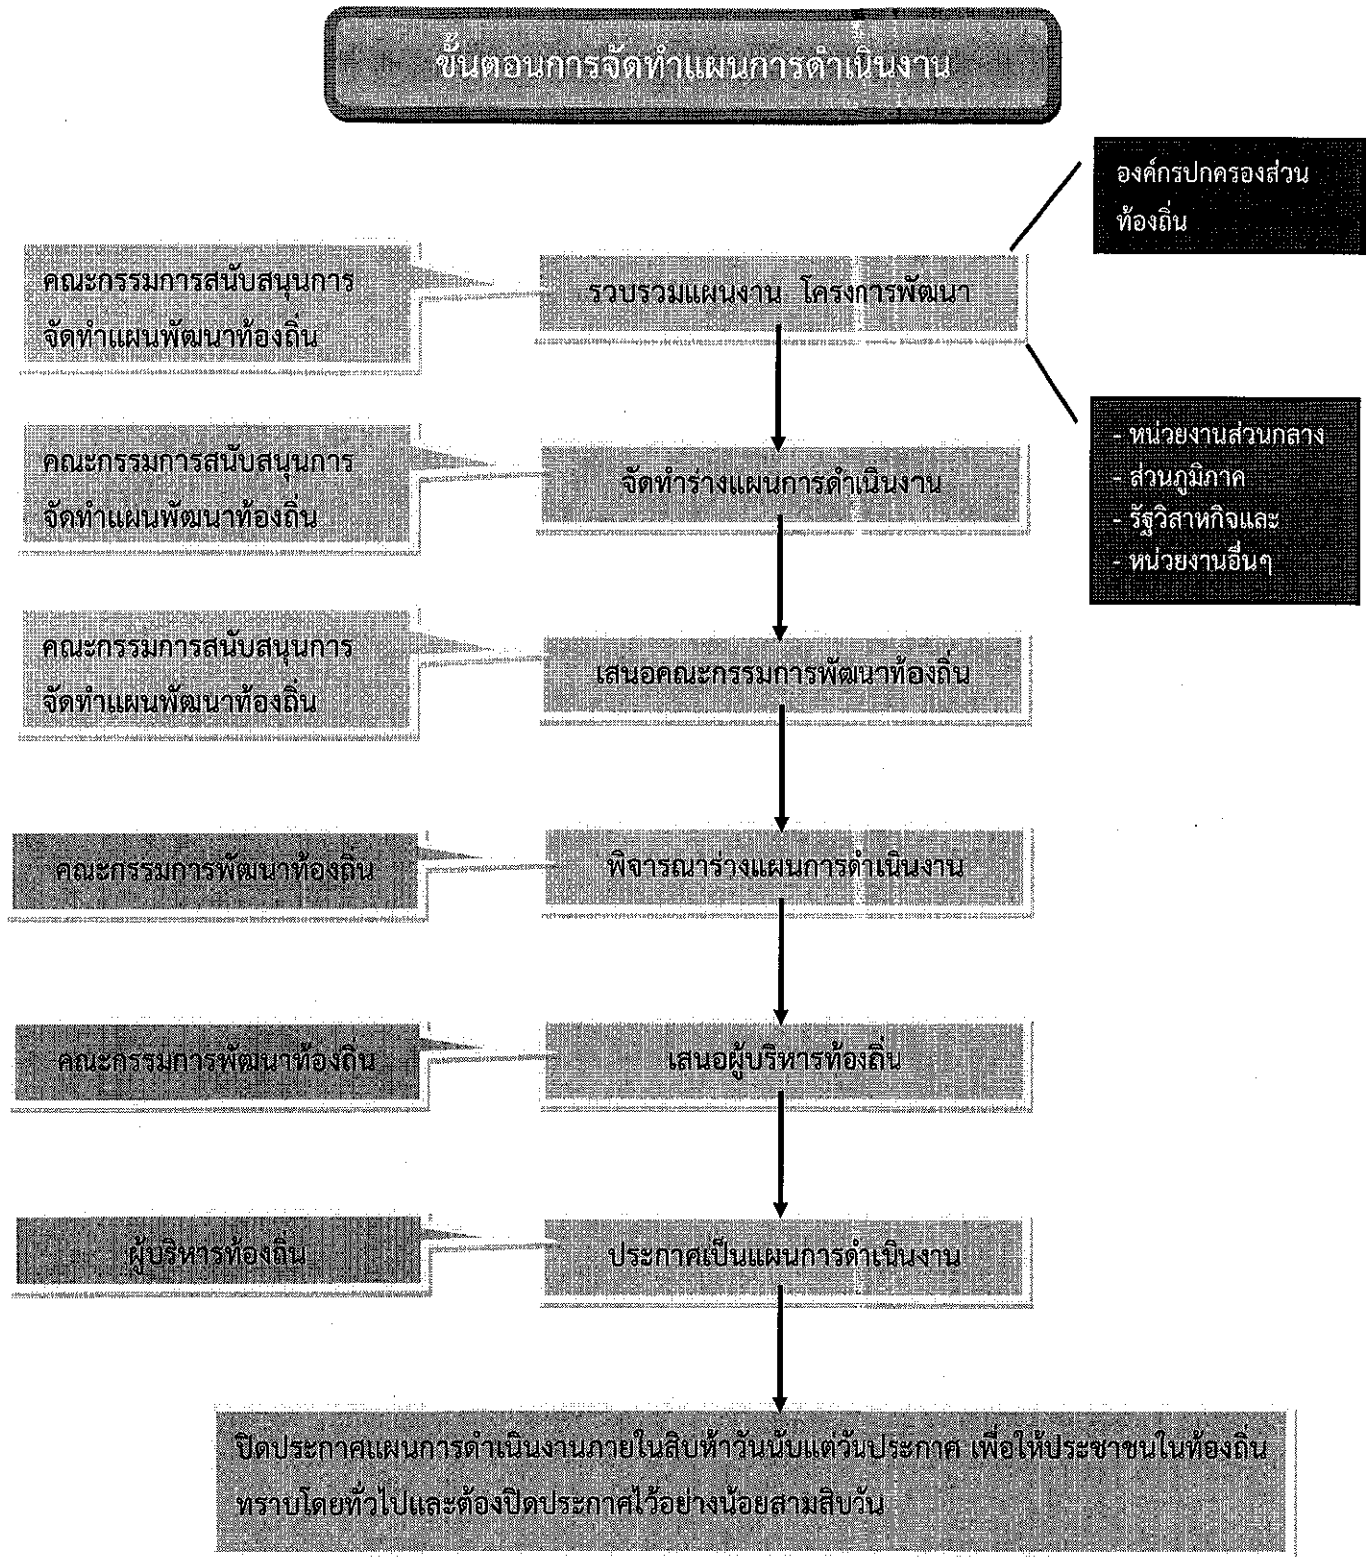 ขั้นตอนการจัดทำแผนการดำเนินงาน
องค์กรปกครองส่วน
ท้องถิ่น
คณะกรรมการสนับสนุนการ
จัดทำแผนพัฒนาท้องถิ่น
รวบรวมแผนงาน โครงการพัฒนา
- หน่วยงานส่วนกลาง
- ส่วนภูมิภาค
- รัฐวิสาหกิจและ
- หน่วยงานอื่นๆ
คณะกรรมการสนับสนุนการ
จัดทำแผนพัฒนาท้องถิ่น
จัดทำร่างแผนการดำเนินงาน
คณะกรรมการสนับสนุนการ
จัดทำแผนพัฒนาท้องถิ่น
เสนอคณะกรรมการพัฒนาท้องถิ่น
คณะกรรมการพัฒนาท้องถิ่น
พิจารณาร่างแผนการดำเนินงาน
คณะกรรมการพัฒนาท้องถิ่น
เสนอผู้บริหารท้องถิ่น
ผู้บริหารท้องถิ่น
ประกาศเป็นแผนการดำเนินงาน
ปิดประกาศแผนการดำเนินงานภายในสิบห้าวันนับแต่วันประกาศ เพื่อให้ประชาชนในท้องถิ่น
ทราบโดยทั่วไปและต้องปิดประกาศไว้อย่างน้อยสามสิบวัน